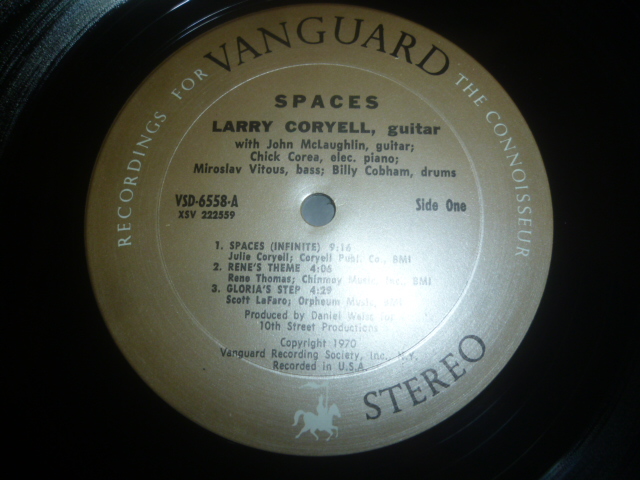 RECORDINGS FOR VANGUARD THE CONNOISSEUR
SPACES
LARRY CORYELL, guitar
with John McLaughlin, guitar;
Chick Corea, elec. piano;
Miroslav Vitous, bass; Billy Cobham, drums
VSD-6558-A
XSV 222559
Side One
1. SPACES (INFINITE) 9:16
Julie Coryell; Coryell Publ. Co., BMI
2. RENE'S THEME 4:06
Rene Thomas; Chinmoy Music, Inc., BMI
3. GLORIA'S STEP 4:29
Scott LaFaro; Orpheum Music, BMI
Produced by Daniel Weiss for
10th Street Productions
Copyright 1970
Vanguard Recording Society, Inc., N.Y.
Recorded in U.S.A.
STEREO